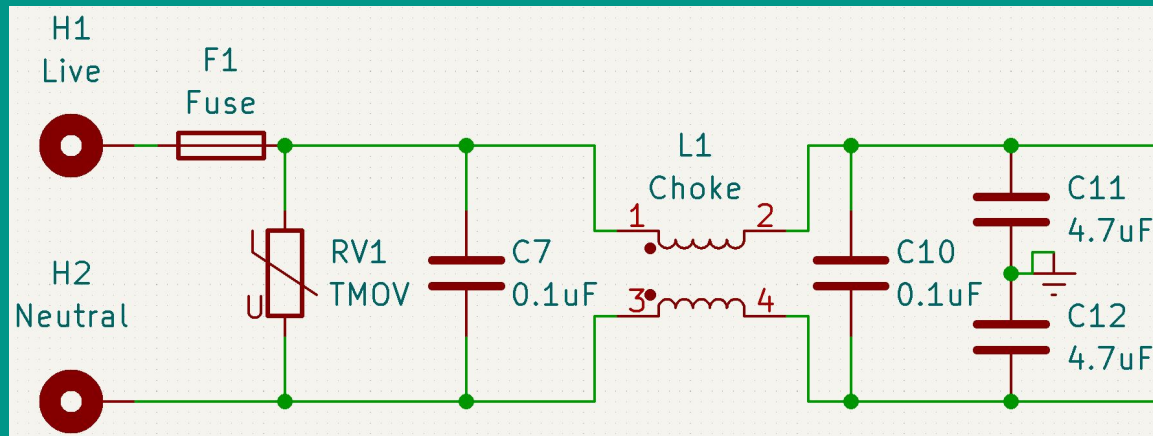 H1
Live
F1
Fuse
L1
Choke
1
2
C11
4.7uF
H2
Neutral
RV1
TMOV
U
C7
0.1uF
3
4
C10
0.1uF
C12
4.7uF